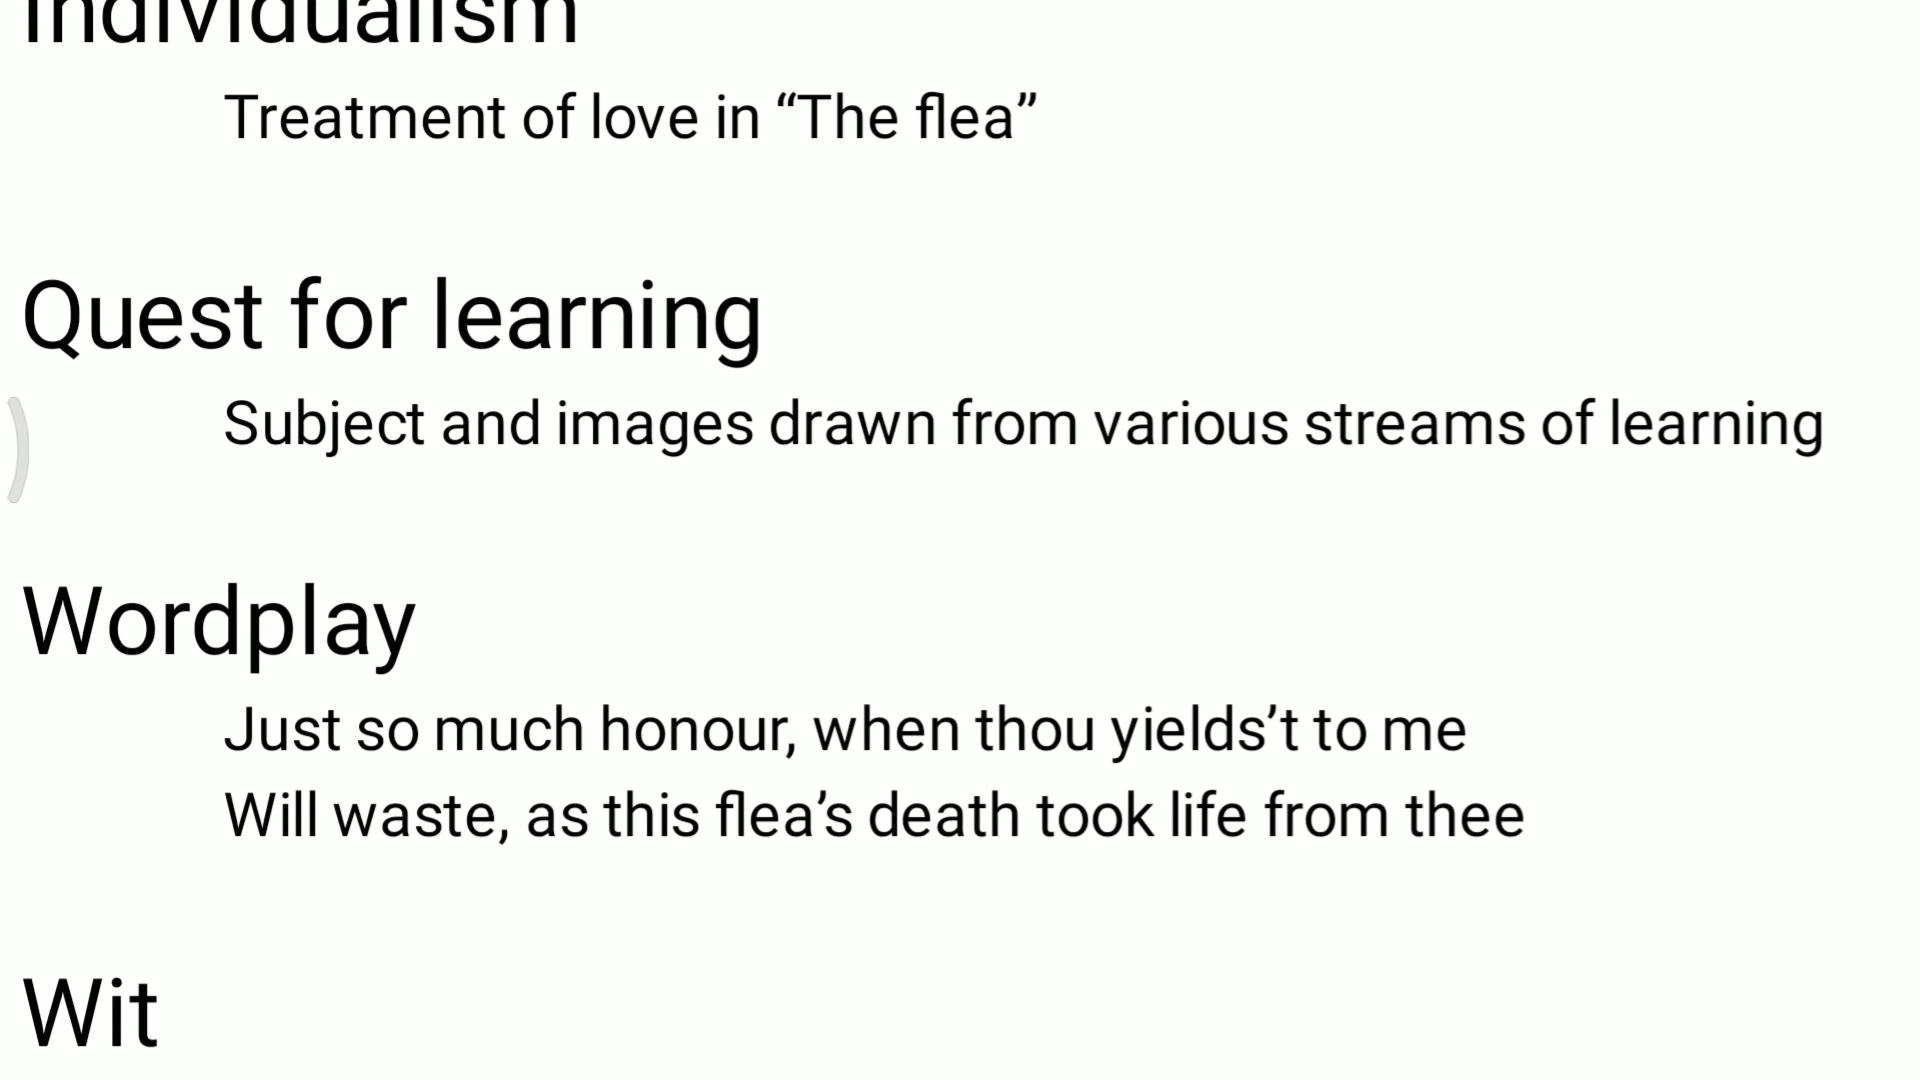 Individualism
Treatment of love in “The flea”
Quest for learning
Subject and images drawn from various streams of learning
Wordplay
Just so much honour, when thou yields’t to me
Will waste, as this flea’s death took life from thee
Wit